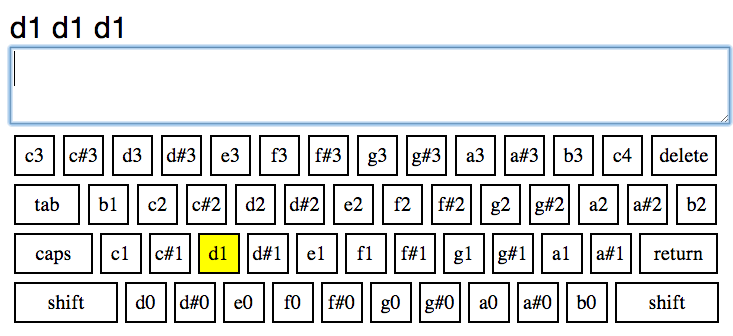 d1 d1 d1
c3 c#3 d3 d#3 e3 f3 f#3 g3 g#3 a3 a#3 b3 c4 delete
tab b1 c2 c#2 d2 d#2 e2 f2 f#2 g2 g#2 a2 a#2 b2
caps c1 c#1 d1 d#1 e1 f1 f#1 g1 g#1 a1 a#1 return
shift d0 d#0 e0 f0 f#0 g0 g#0 a0 a#0 b0 shift